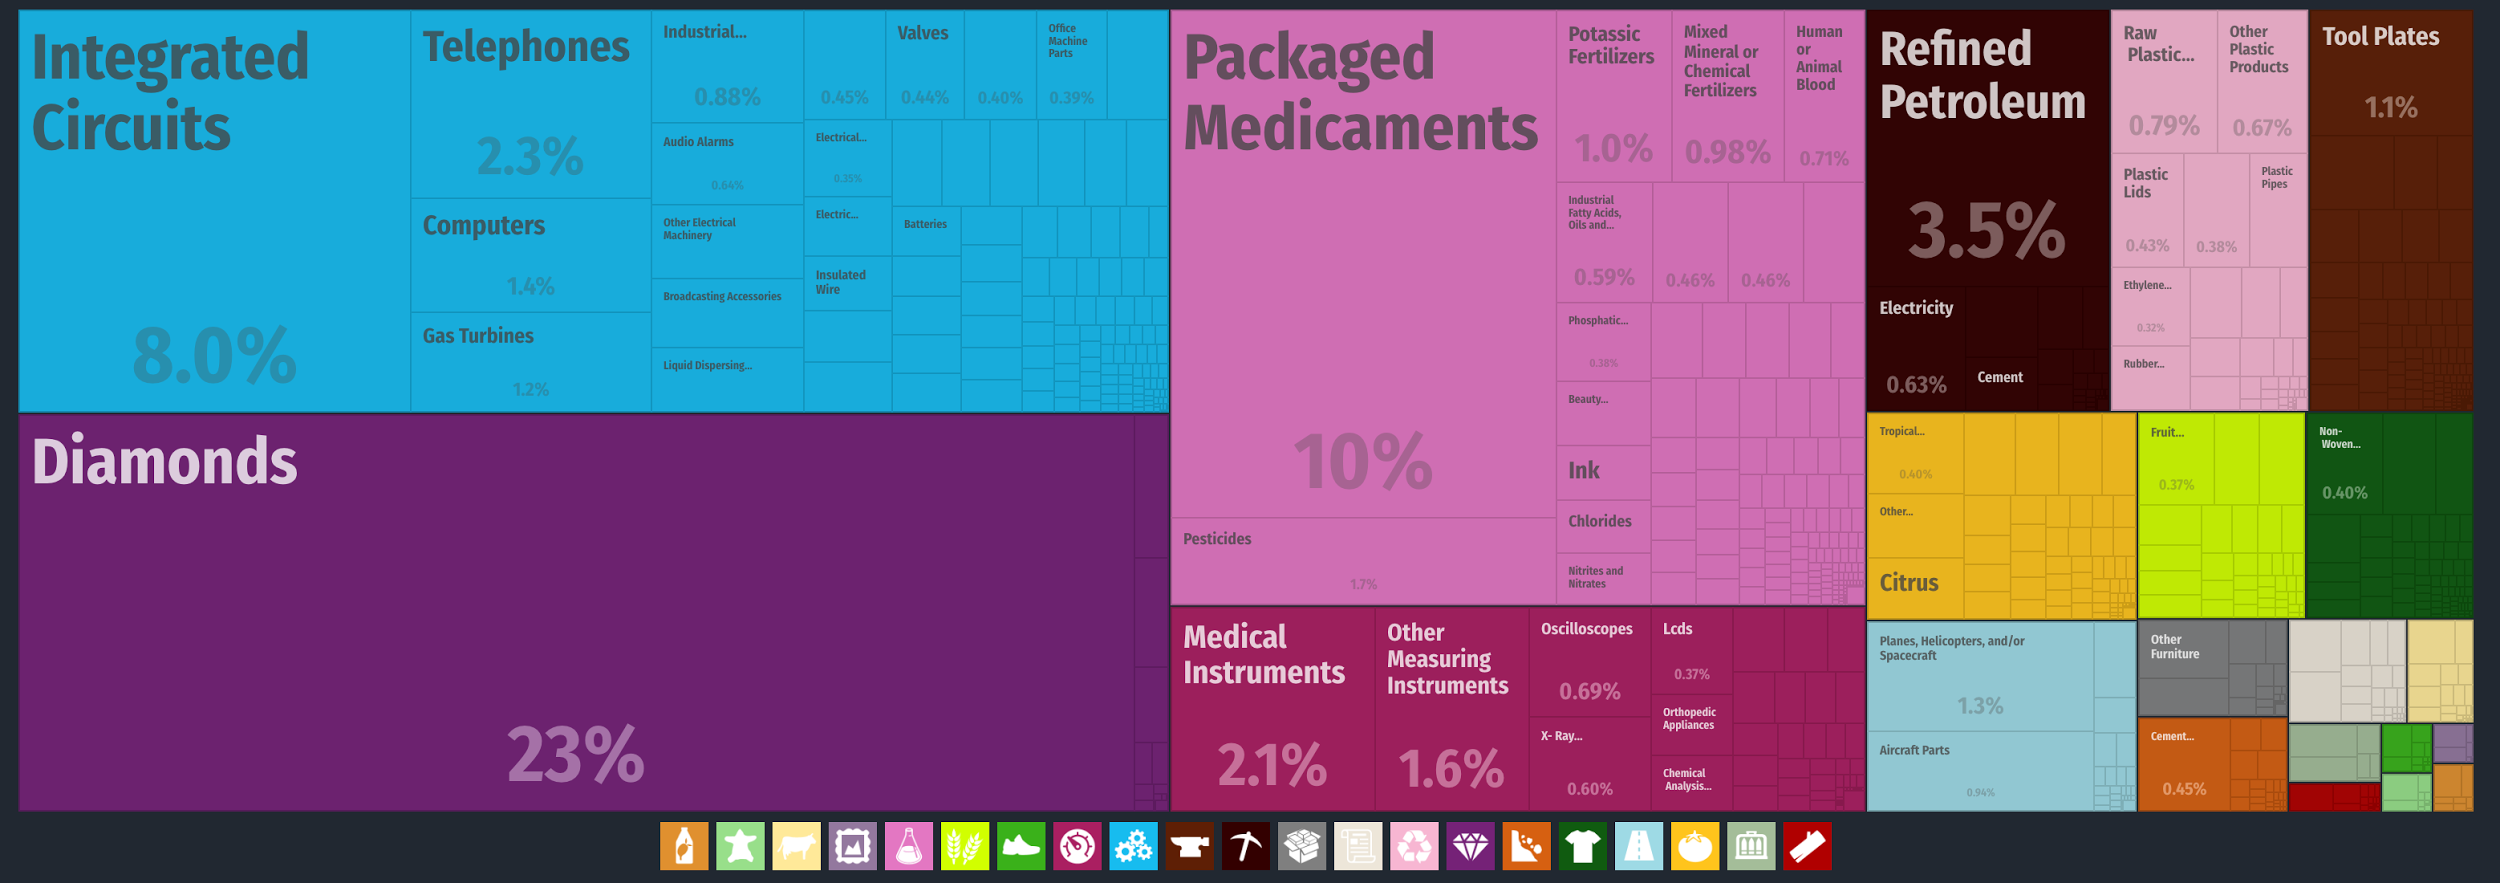 Integrated
Circuits
8.0%
Telephones
2.3%
Computers
1.4%
Gas Turbines
1.2%
Industrial...
0.88%
Audio Alarms
0.64%
Other Electrical
Machinery
Broadcasting Accessories
Liquid Dispersing...
0.45%
Valves
0.44%
0.40%
Office
Machine
Parts
0.39%
Electrical...
0.35%
Electric...
Insulated
Wire
Batteries
Diamonds
23%
Packaged
Medicaments
10%
Pesticides
1.7%
Potassic
Fertilizers
1.0%
Mixed
Mineral or
Chemical
Fertilizers
0.98%
Human
or
Animal
Blood
0.71%
Industrial
Fatty Acids,
Oils and...
0.59%
0.46%
0.46%
Phosphatic...
0.38%
Beauty...
Ink
Chlorides
Nitrites and
Nitrates
Medical
Instruments
2.1%
Other
Measuring
Instruments
1.6%
Oscilloscopes
0.69%
X- Ray...
0.60%
Lcds
0.37%
Orthopedic
Appliances
Chemical
Analysis...
Refined
Petroleum
3.5%
Electricity
0.63%
Cement
Raw
Plastic...
0.79%
Other
Plastic
Products
0.67%
Plastic
Lids
0.43%
0.38%
Plastic
Pipes
Ethylene...
0.32%
Rubber...
Tool Plates
1.1%
Tropical...
0.40%
Other...
Citrus
Fruit...
0.37%
Non-
Woven...
0.40%
Planes, Helicopters, and/or
Spacecraft
1.3%
Aircraft Parts
0.94%
Other
Furniture
Cement...
0.45%